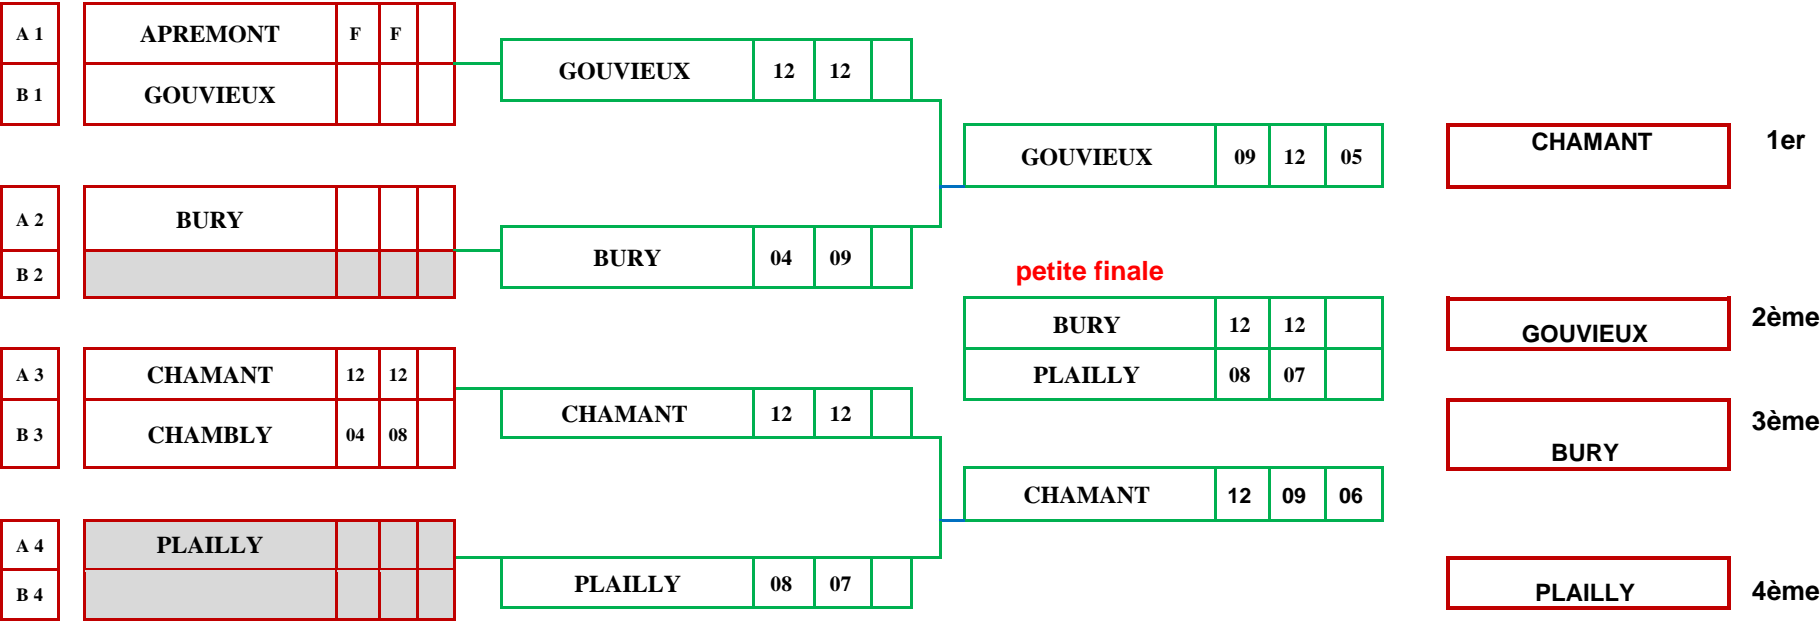 A 1 APREMONT F F
B 1 GOUVIEUX
GOUVIEUX 12 12
A 2 BURY
B 2
BURY 04 09
A 3 CHAMANT 12 12
B 3 CHAMBLY 04 08
CHAMANT 12 12
A 4 PLAILLY
B 4
PLAILLY 08 07
GOUVIEUX 09 12 05
petite finale
BURY 12 12
PLAILLY 08 07
CHAMANT 12 09 06
CHAMANT 1er
GOUVIEUX 2ème
BURY 3ème
PLAILLY 4ème